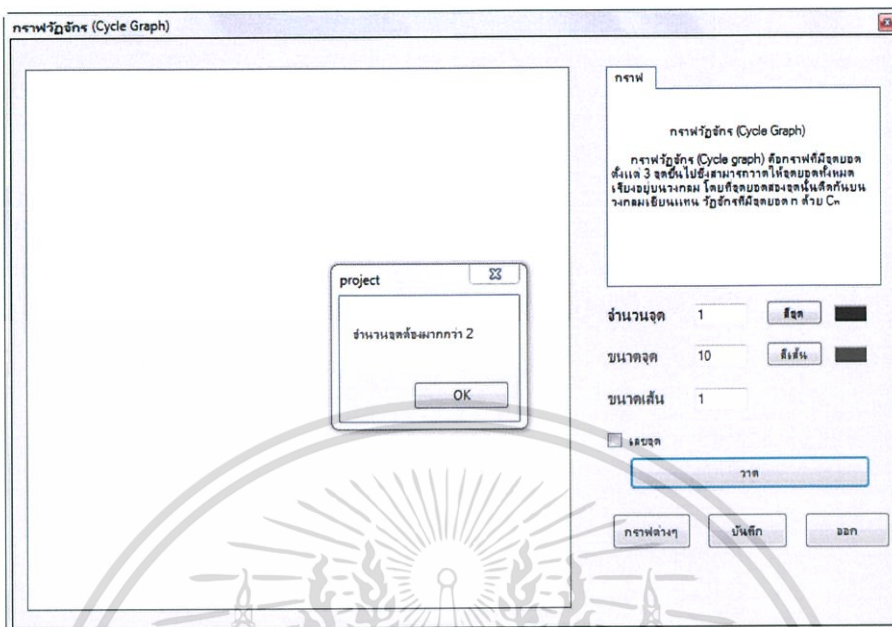 กราฟวัฏจักร (Cycle Graph)
กราฟ
กราฟวัฏจักร (Cycle Graph)
กราฟวัฏจักร (Cycle graph) คือกราฟที่มีจุดยอด
ตั้งแต่ 3 จุดขึ้นไปซึ่งสามารถวาดให้จุดยอดทั้งหมด
เรียงอยู่บนวงกลม โดยที่จุดยอดสองจุดนั้นติดกันบน
วงกลมเขียนแทน วัฏจักรที่มีจุดยอด n ด้วย Cₙ
project
จำนวนจุดต้องมากกว่า 2
OK
จำนวนจุด 1 สีจุด
ขนาดจุด 10 สีเส้น
ขนาดเส้น 1
เลขจุด
วาด
กราฟต่างๆ บันทึก ออก